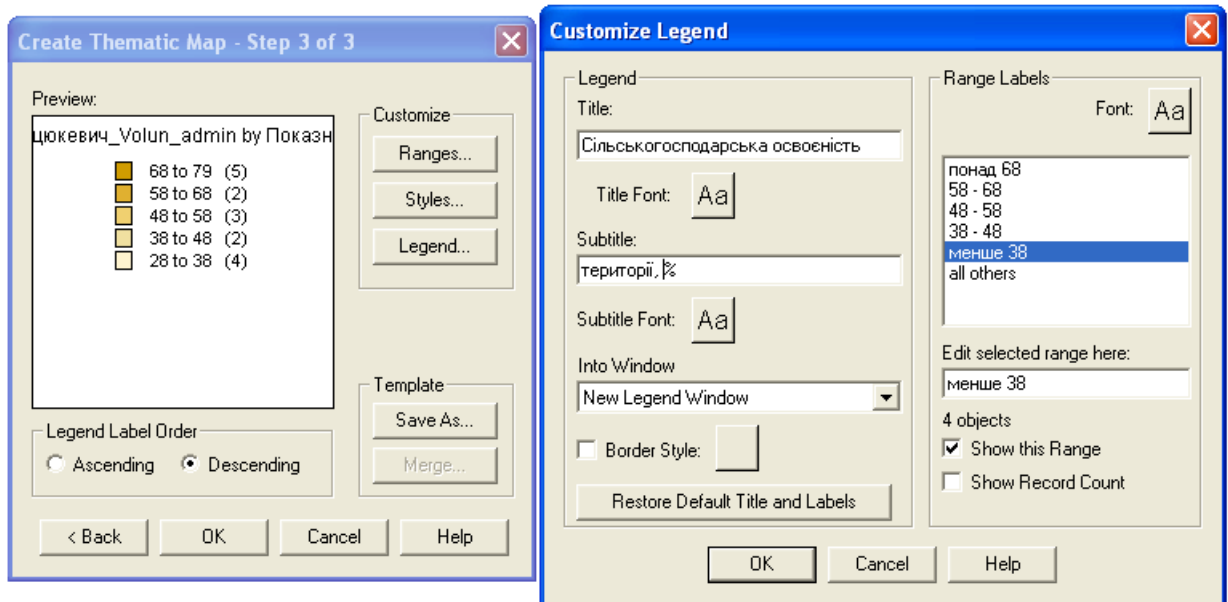 Create Thematic Map - Step 3 of 3
Preview:
цюкевич_Volun_admin by Показн
68 to 79 (5)
58 to 68 (2)
48 to 58 (3)
38 to 48 (2)
28 to 38 (4)
Customize
Ranges...
Styles...
Legend...
Template
Save As...
Merge...
Legend Label Order
Ascending
Descending
< Back
OK
Cancel
Help
Customize Legend
Legend
Title:
Сільськогосподарська освоєність
Title Font: Aa
Subtitle:
території, %
Subtitle Font: Aa
Into Window
New Legend Window
Border Style:
Restore Default Title and Labels
Range Labels
Font: Aa
понад 68
58 - 68
48 - 58
38 - 48
менше 38
all others
Edit selected range here:
менше 38
4 objects
Show this Range
Show Record Count
OK
Cancel
Help